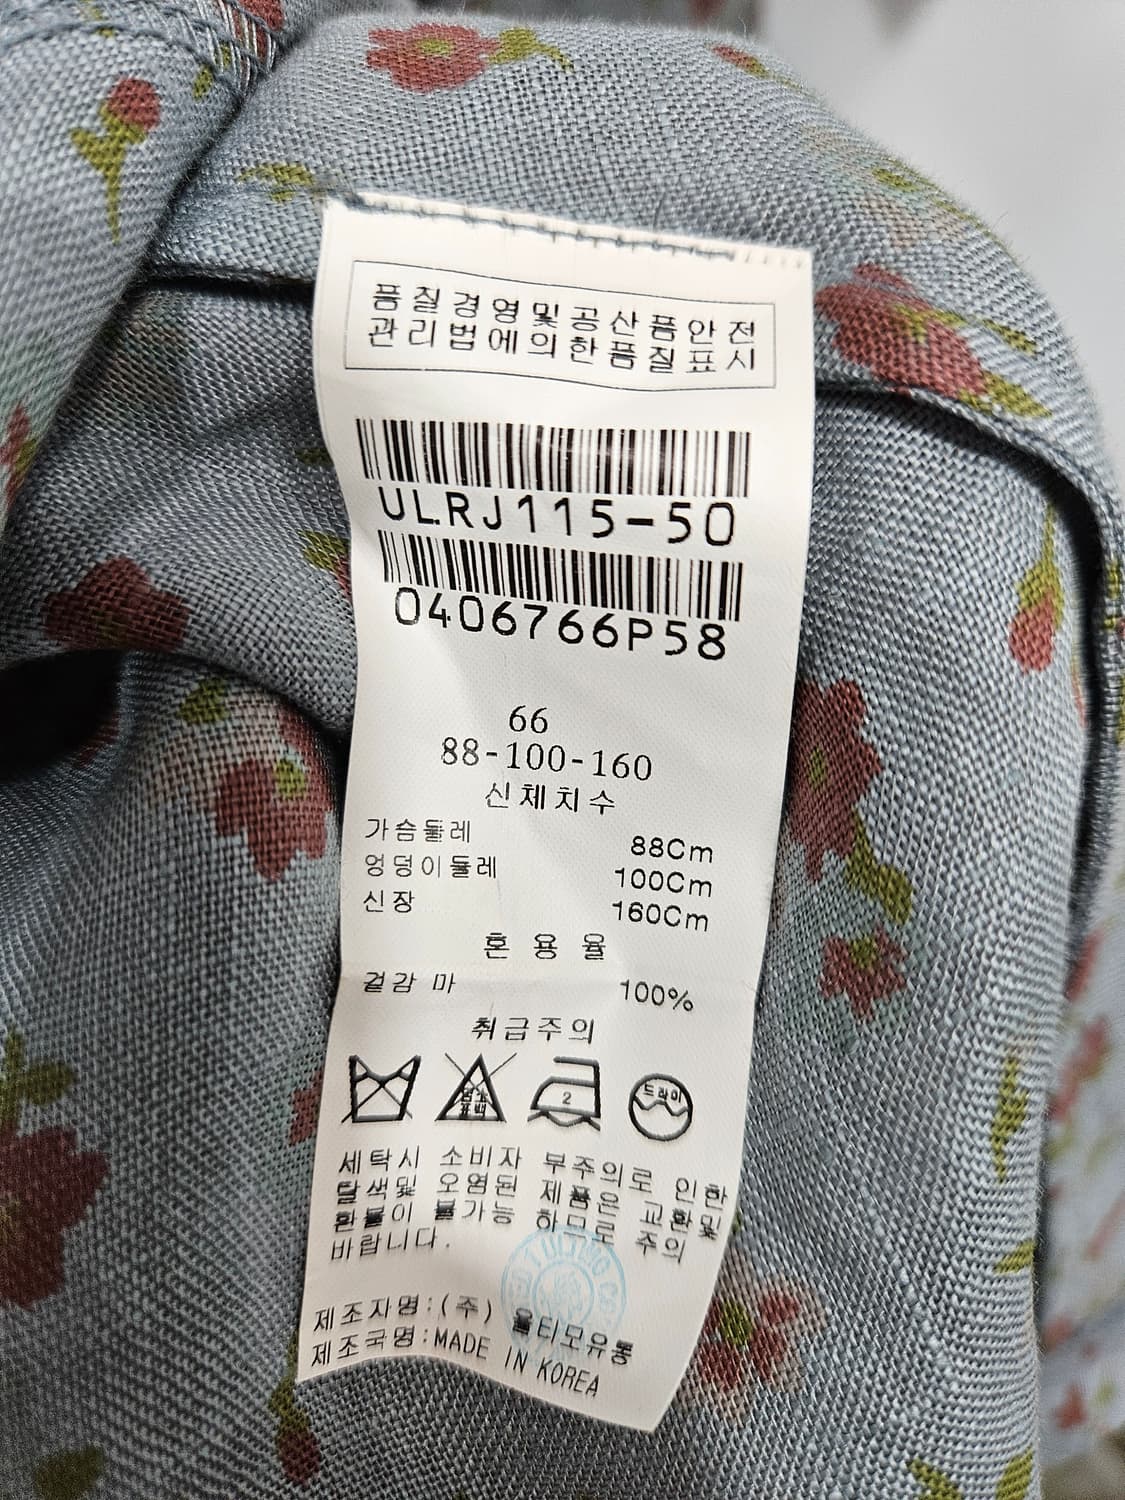 품질경영및공산품안전
관리법에의한품질표시
ULRJ115-50
0406766P58
66
88-100-160
신체치수
가슴둘레 88Cm
엉덩이둘레 100Cm
신장 160Cm
혼용율
겉감 마 100%
취급주의
염소
표백
2
드라이
세탁시 소비자 부주의로 인한
탈색및 오염된 제품은 교환및
환불이 불가능 하므로 주의
바랍니다.
제조자명:(주) 울티모유통
제조국명:MADE IN KOREA